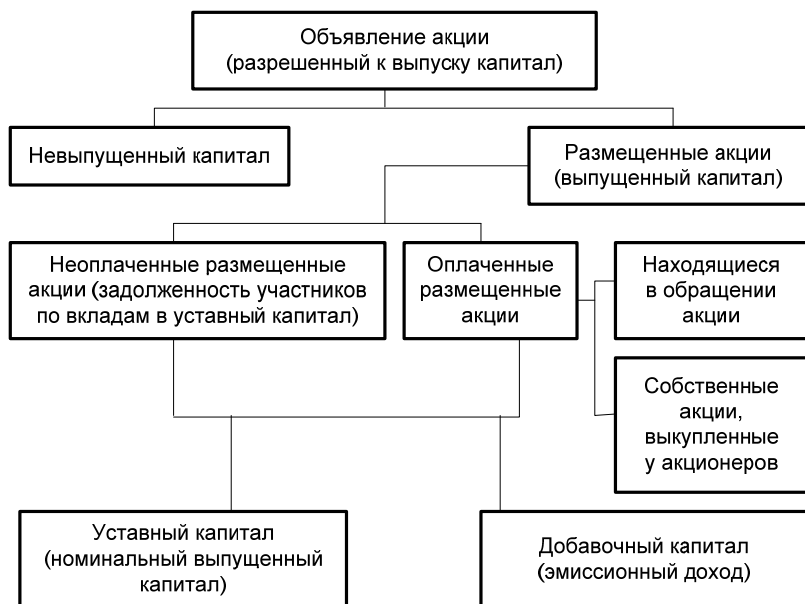 Объявление акции
(разрешенный к выпуску капитал)
Невыпущенный капитал
Размещенные акции
(выпущенный капитал)
Неоплаченные размещенные
акции (задолженность участников
по вкладам в уставный капитал)
Оплаченные
размещенные
акции
Находящиеся
в обращении
акции
Собственные
акции,
выкупленные
у акционеров
Уставный капитал
(номинальный выпущенный
капитал)
Добавочный капитал
(эмиссионный доход)